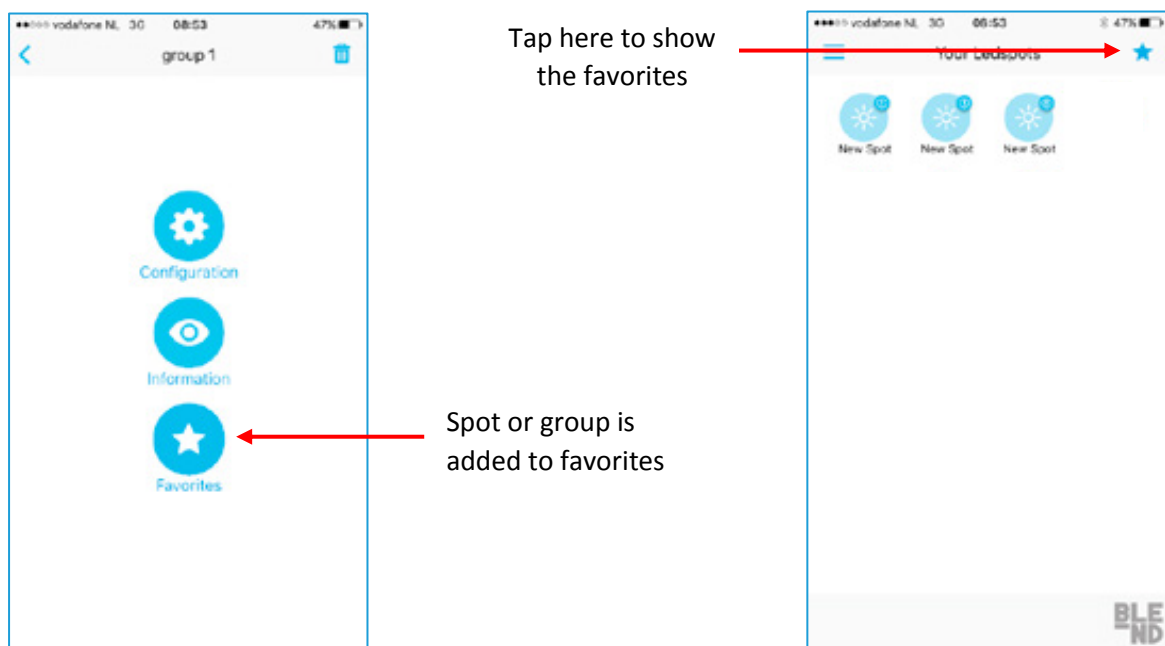 vodafone NL 3G 08:53 47%
group 1
Configuration
Information
Favorites
Tap here to show
the favorites
Spot or group is
added to favorites
vodafone NL 3G 08:53 47%
Your Ledspots
New Spot New Spot New Spot
BLE
ND